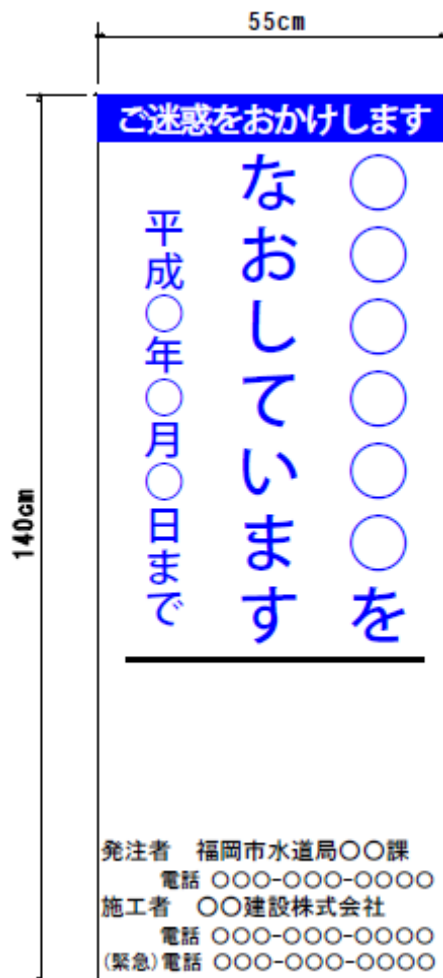 55cm
140cm
ご迷惑をおかけします
○○○○○○を
なおしています
平成○年○月○日まで
発注者 福岡市水道局○○課
電話 ○○○-○○○-○○○○
施工者 ○○建設株式会社
電話 ○○○-○○○-○○○○
(緊急)電話 ○○○-○○○-○○○○